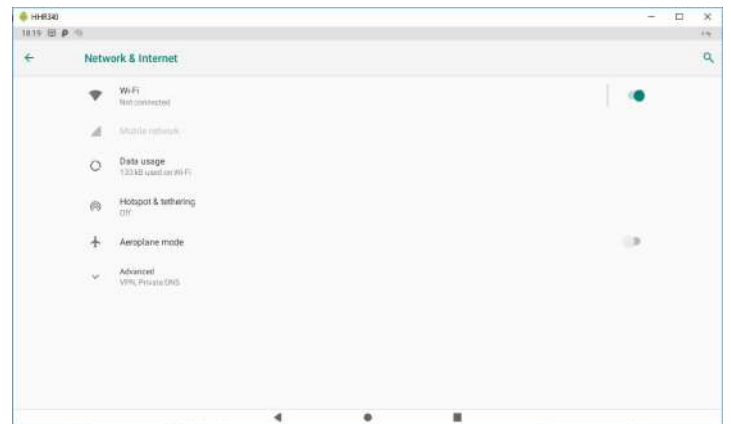 HHR340
18:19
Network & Internet
Wi-Fi
Not connected
Mobile network
Data usage
133 kB used on Wi-Fi
Hotspot & tethering
Off
Aeroplane mode
Advanced
VPN, Private DNS